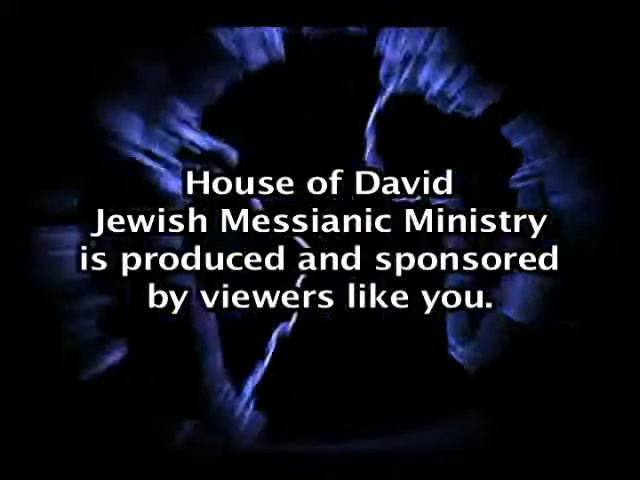 House of David
Jewish Messianic Ministry
is produced and sponsored
by viewers like you.